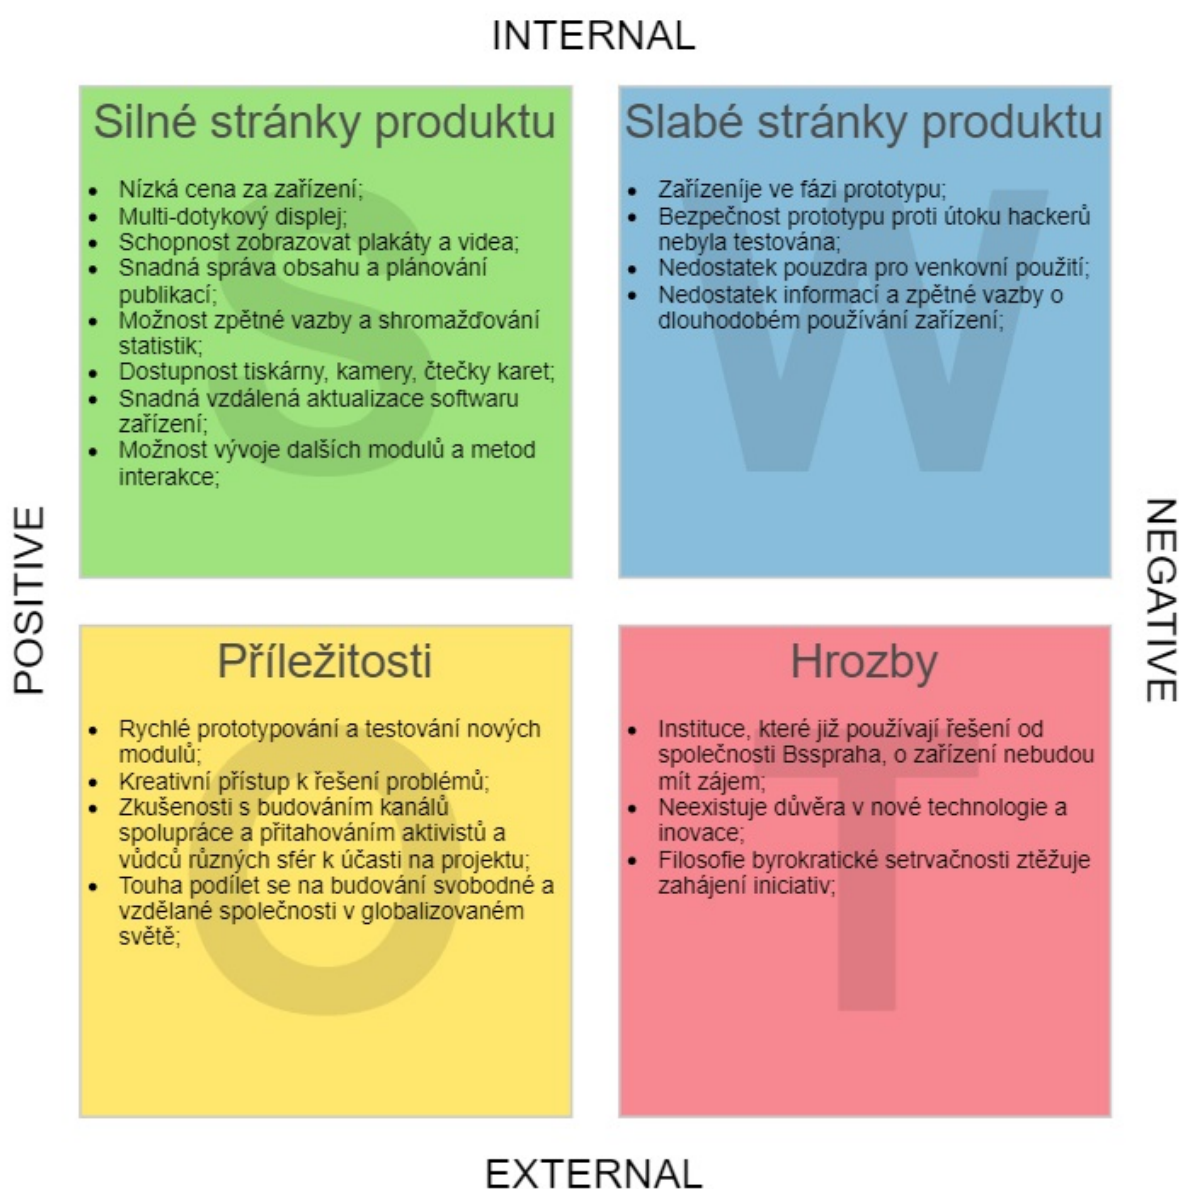 INTERNAL
Silné stránky produktu
• Nízká cena za zařízení;
• Multi-dotykový displej;
• Schopnost zobrazovat plakáty a videa;
• Snadná správa obsahu a plánování
publikací;
• Možnost zpětné vazby a shromažďování
statistik;
• Dostupnost tiskárny, kamery, čtečky karet;
• Snadná vzdálená aktualizace softwaru
zařízení;
• Možnost vývoje dalších modulů a metod
interakce;
S
Slabé stránky produktu
• Zařízeníje ve fázi prototypu;
• Bezpečnost prototypu proti útoku hackerů
nebyla testována;
• Nedostatek pouzdra pro venkovní použití;
• Nedostatek informací a zpětné vazby o
dlouhodobém používání zařízení;
W
POSITIVE
NEGATIVE
Příležitosti
• Rychlé prototypování a testování nových
modulů;
• Kreativní přístup k řešení problémů;
• Zkušenosti s budováním kanálů
spolupráce a přitahováním aktivistů a
vůdců různých sfér k účasti na projektu;
• Touha podílet se na budování svobodné a
vzdělané společnosti v globalizovaném
světě;
O
Hrozby
• Instituce, které již používají řešení od
společnosti Bsspraha, o zařízení nebudou
mít zájem;
• Neexistuje důvěra v nové technologie a
inovace;
• Filosofie byrokratické setrvačnosti ztěžuje
zahájení iniciativ;
T
EXTERNAL